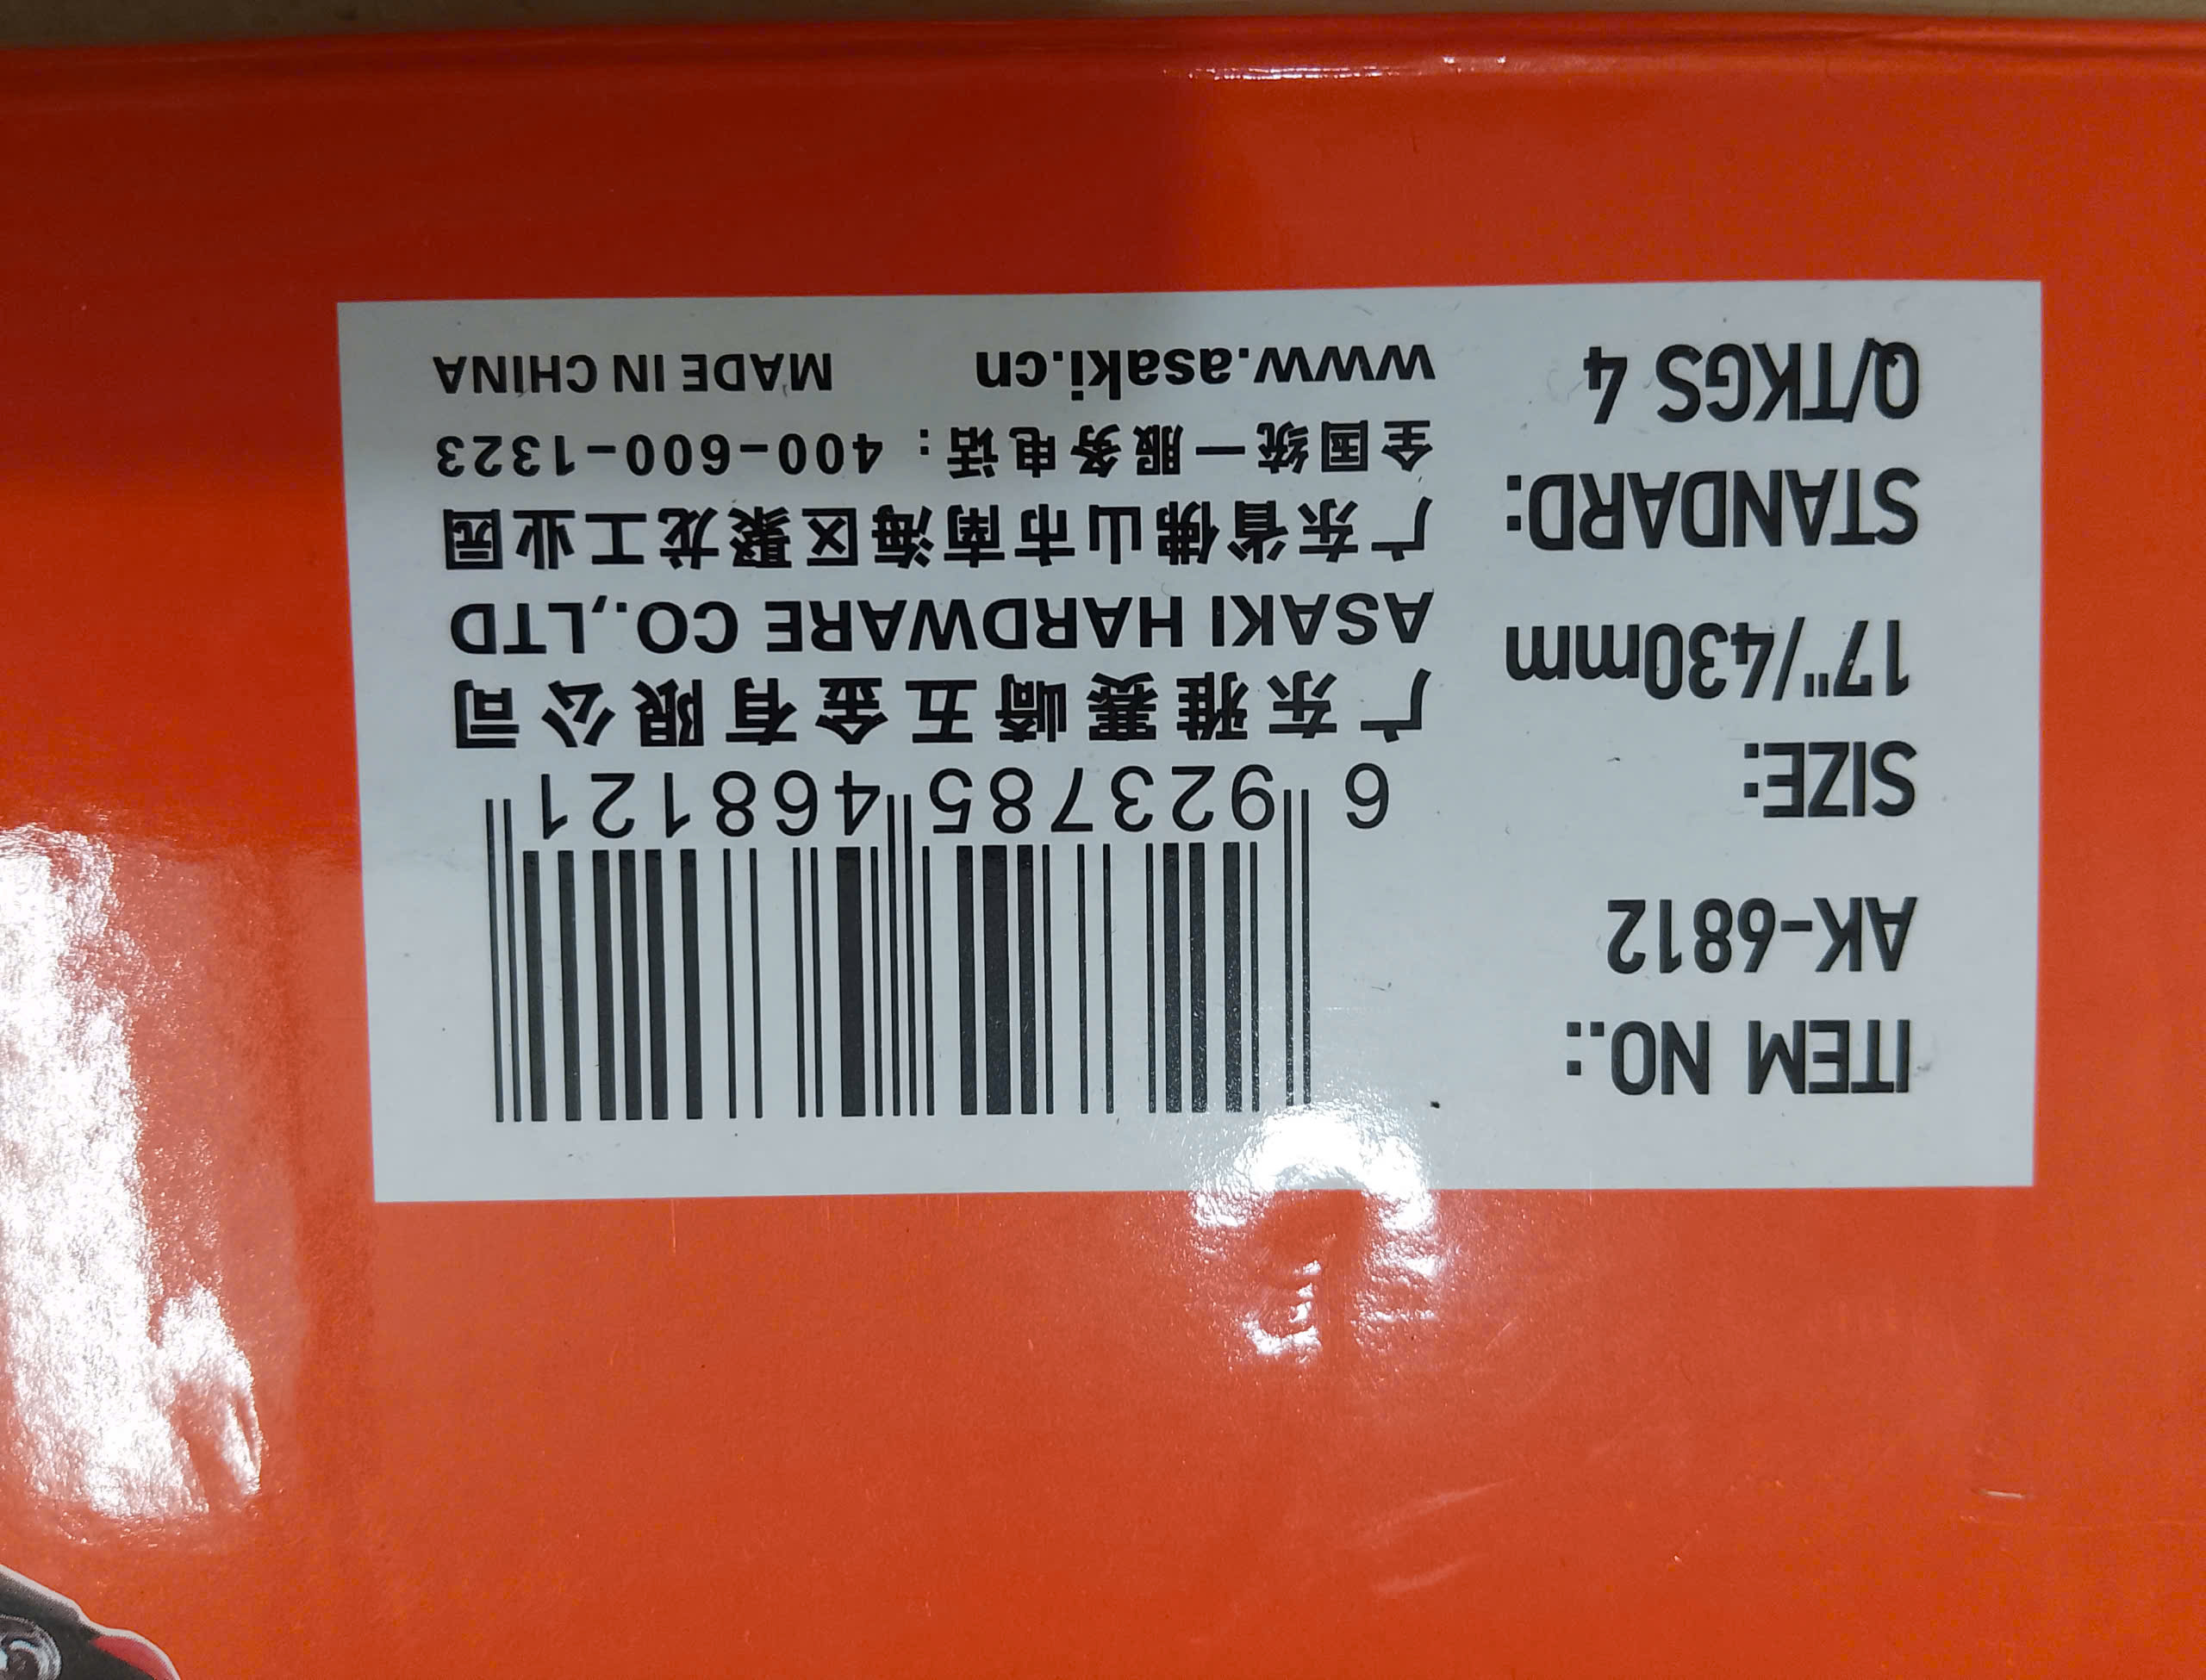 ITEM NO.:
AK-6812
SIZE:
17"/430mm
STANDARD:
Q/TKGS 4
6 923785 468121
广东雅赛崎五金有限公司
ASAKI HARDWARE CO.,LTD
广东省佛山市南海区聚龙工业园
全国统一服务电话：400-600-1323
www.asaki.cn MADE IN CHINA